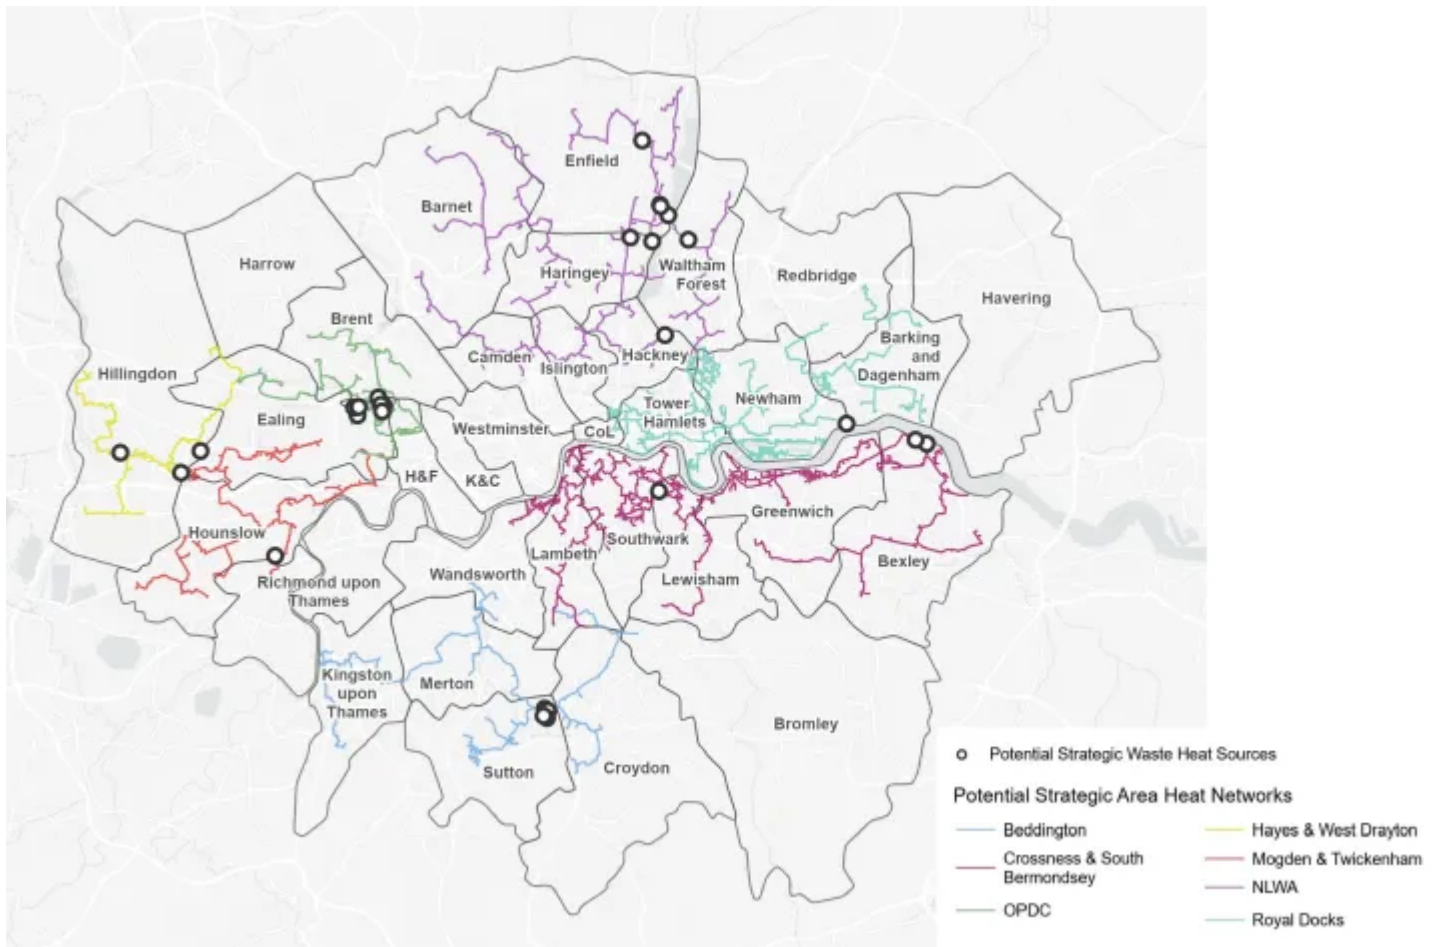 Enfield
Barnet
Harrow
Haringey
Waltham
Forest
Redbridge
Havering
Brent
Camden
Islington
Hackney
Barking
and
Dagenham
Hillingdon
Ealing
Westminster
CoL
Tower
Hamlets
Newham
H&F
K&C
Hounslow
Greenwich
Southwark
Lambeth
Bexley
Richmond upon
Thames
Wandsworth
Lewisham
Kingston
upon
Thames
Merton
Bromley
Sutton
Croydon
Potential Strategic Waste Heat Sources
Potential Strategic Area Heat Networks
Beddington
Crossness & South
Bermondsey
OPDC
Hayes & West Drayton
Mogden & Twickenham
NLWA
Royal Docks